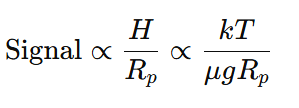 Signal ∝ H/R_p ∝ kT/μgR_p